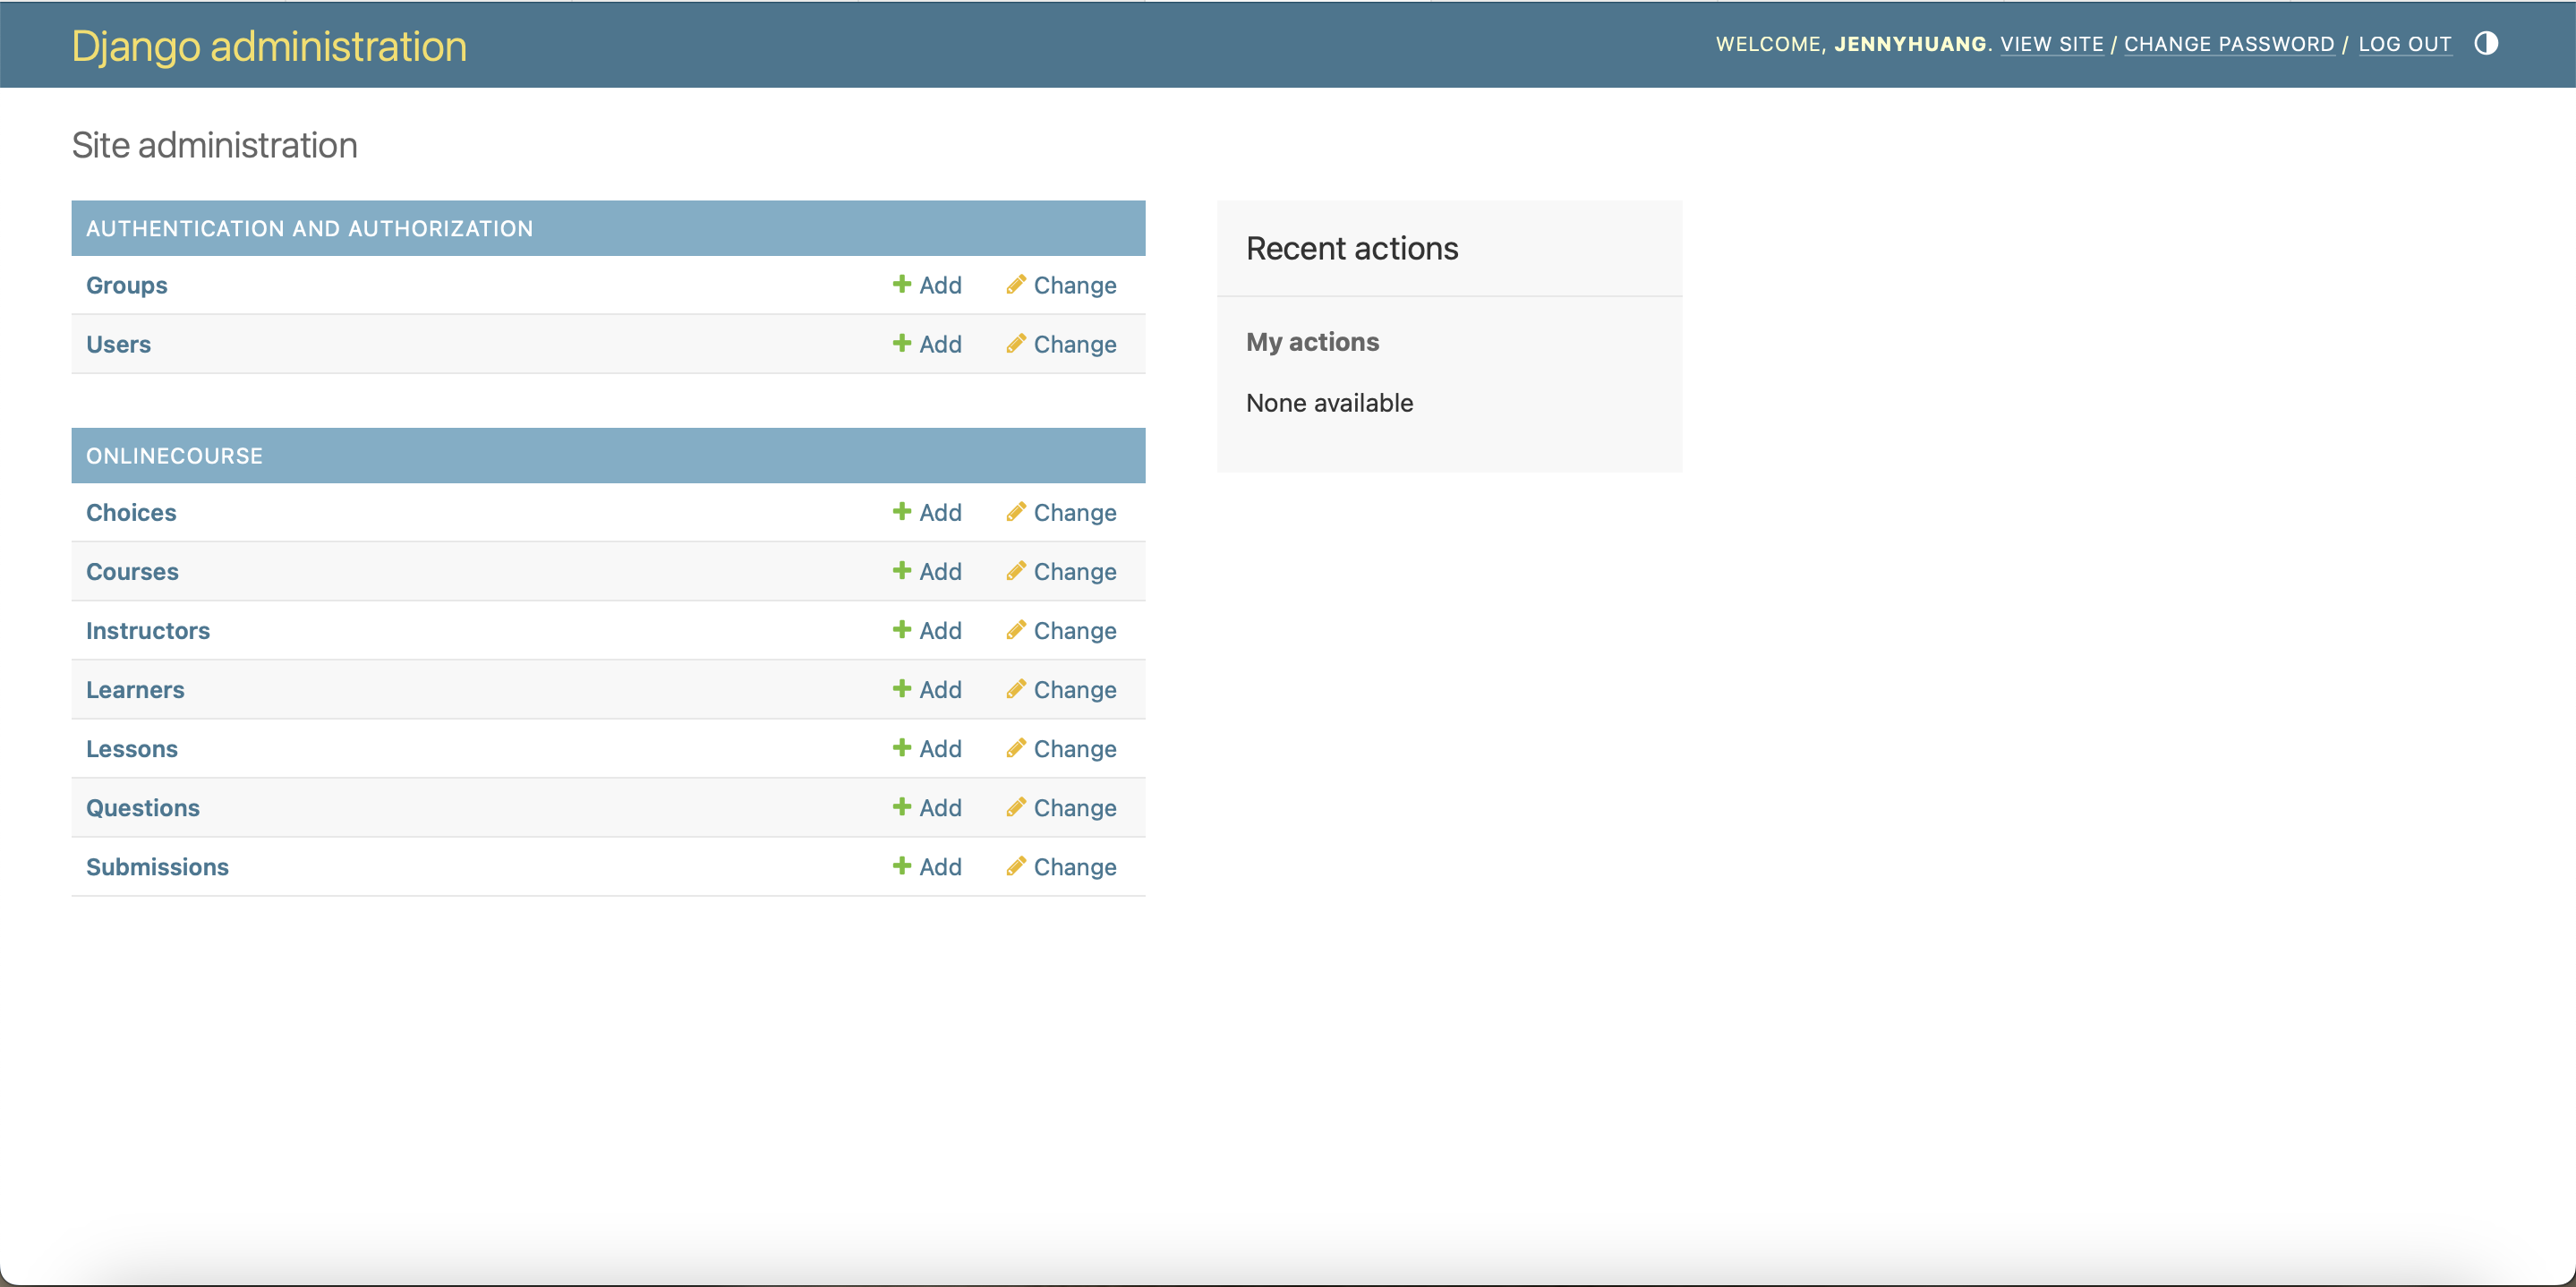 Django administration
WELCOME, JENNYHUANG. VIEW SITE / CHANGE PASSWORD / LOG OUT
Site administration
AUTHENTICATION AND AUTHORIZATION
Groups Add Change
Users Add Change
ONLINECOURSE
Choices Add Change
Courses Add Change
Instructors Add Change
Learners Add Change
Lessons Add Change
Questions Add Change
Submissions Add Change
Recent actions
My actions
None available